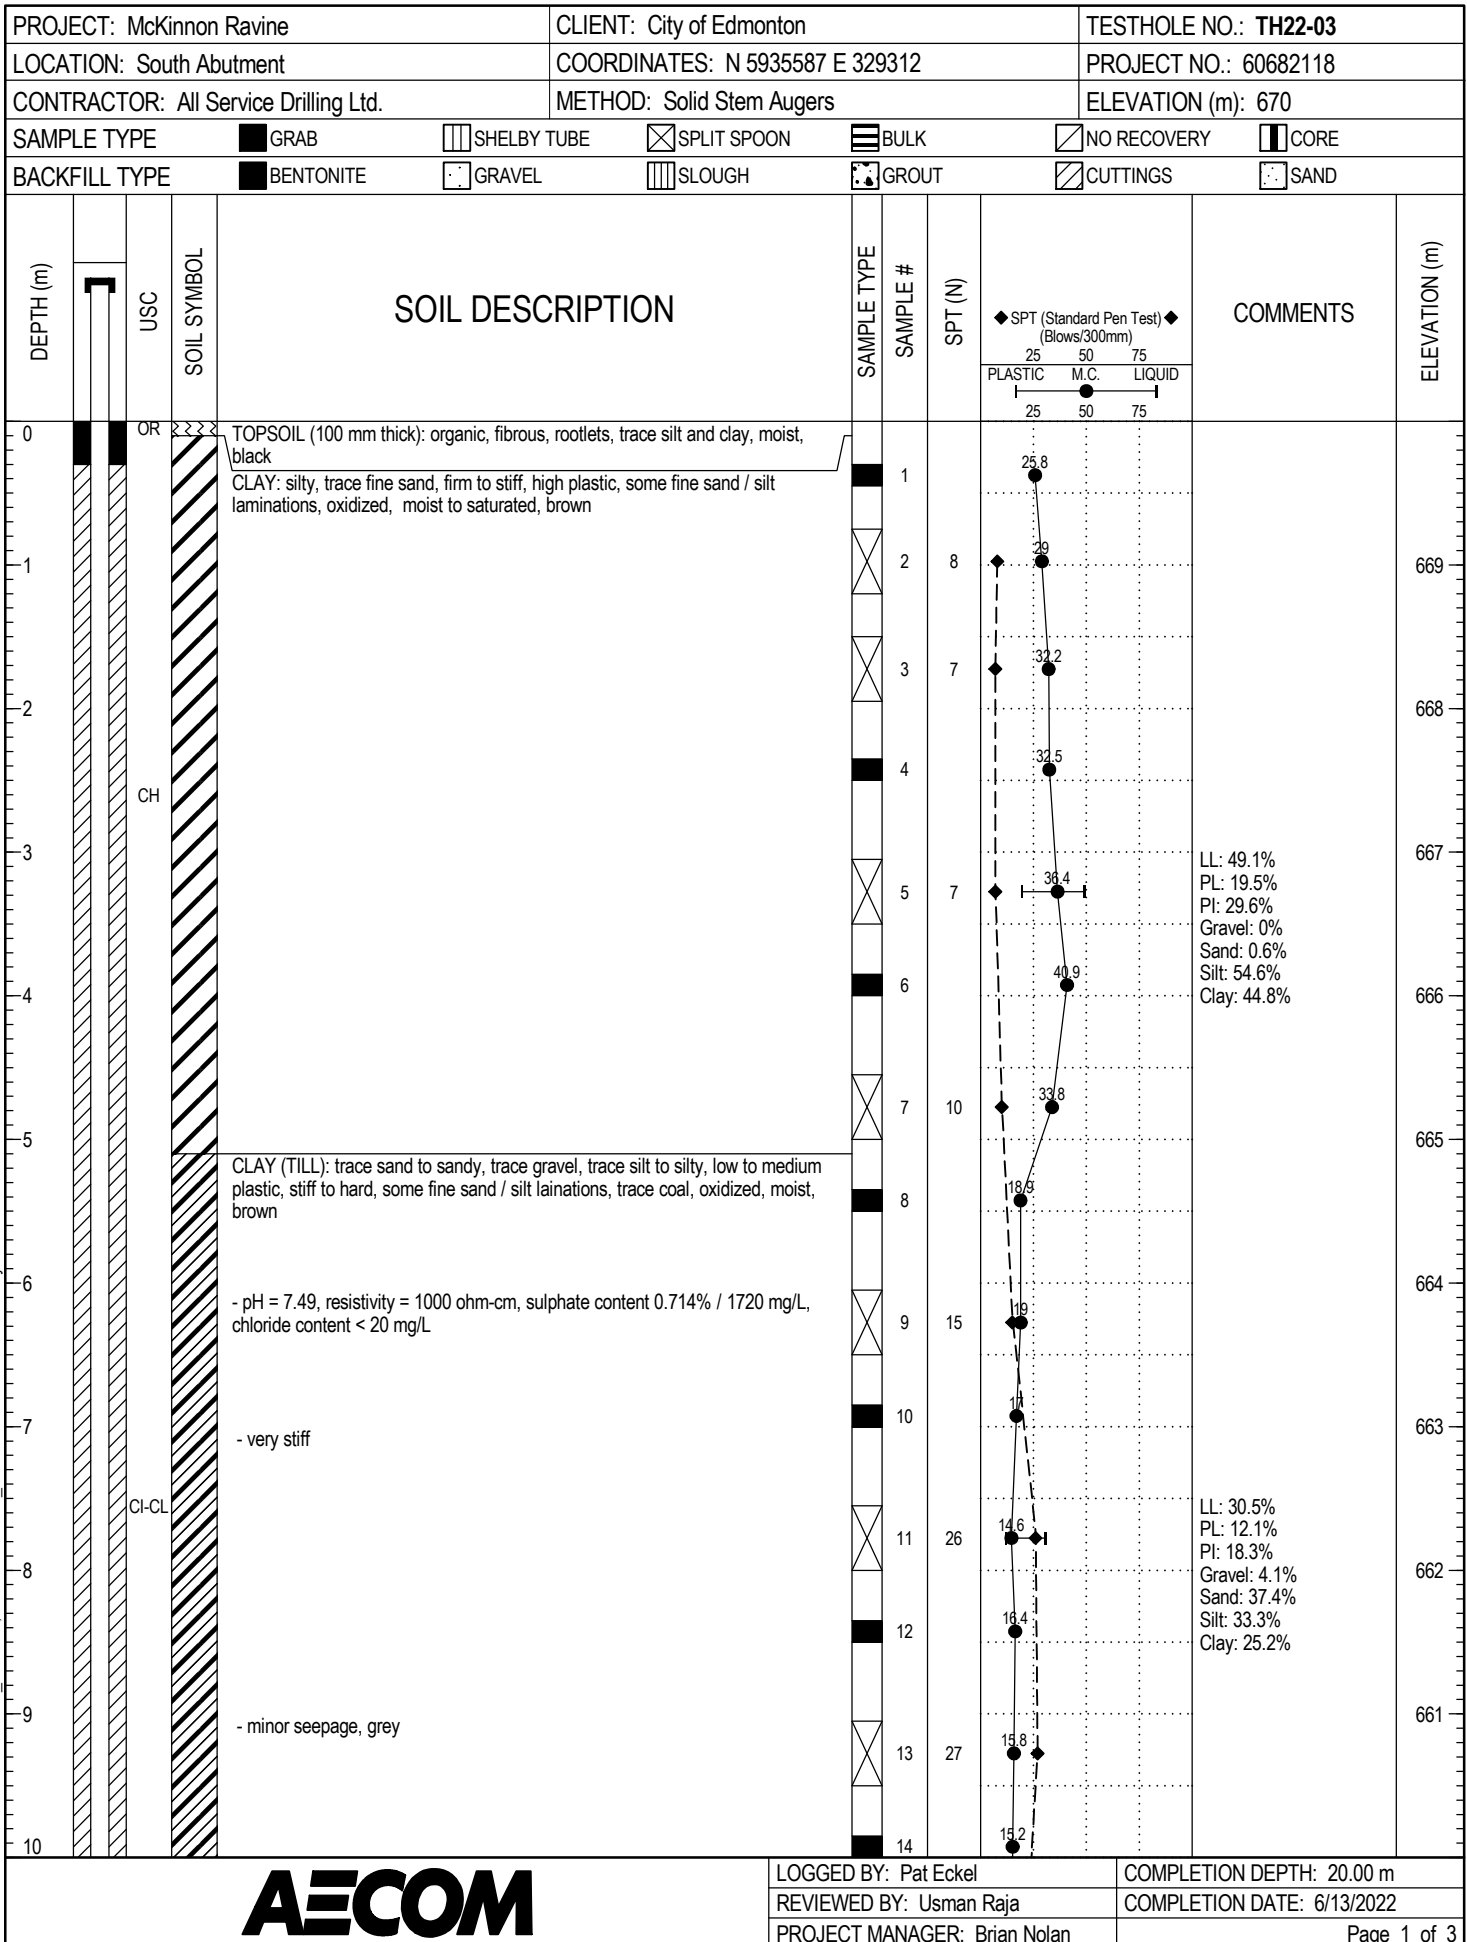 PROJECT: McKinnon Ravine
CLIENT: City of Edmonton
TESTHOLE NO.: TH22-03
LOCATION: South Abutment
COORDINATES: N 5935587 E 329312
PROJECT NO.: 60682118
CONTRACTOR: All Service Drilling Ltd.
METHOD: Solid Stem Augers
ELEVATION (m): 670
SAMPLE TYPE
GRAB
SHELBY TUBE
SPLIT SPOON
BULK
NO RECOVERY
CORE
BACKFILL TYPE
BENTONITE
GRAVEL
SLOUGH
GROUT
CUTTINGS
SAND
DEPTH (m)
USC
SOIL SYMBOL
SOIL DESCRIPTION
SAMPLE TYPE
SAMPLE #
SPT (N)
SPT (Standard Pen Test)
(Blows/300mm)
25 50 75
PLASTIC M.C. LIQUID
25 50 75
COMMENTS
ELEVATION (m)
0
OR
TOPSOIL (100 mm thick): organic, fibrous, rootlets, trace silt and clay, moist,
black
CLAY: silty, trace fine sand, firm to stiff, high plastic, some fine sand / silt
laminations, oxidized, moist to saturated, brown
1
25.8
1
2
8
29
669
3
7
32.2
2
668
4
32.5
CH
3
667
5
7
36.4
LL: 49.1%
PL: 19.5%
PI: 29.6%
Gravel: 0%
Sand: 0.6%
Silt: 54.6%
Clay: 44.8%
4
6
40.9
666
7
10
33.8
5
665
CLAY (TILL): trace sand to sandy, trace gravel, trace silt to silty, low to medium
plastic, stiff to hard, some fine sand / silt lainations, trace coal, oxidized, moist,
brown
8
18.9
6
664
- pH = 7.49, resistivity = 1000 ohm-cm, sulphate content 0.714% / 1720 mg/L,
chloride content < 20 mg/L
9
15
19
10
17
7
663
- very stiff
CI-CL
11
26
14.6
LL: 30.5%
PL: 12.1%
PI: 18.3%
Gravel: 4.1%
Sand: 37.4%
Silt: 33.3%
Clay: 25.2%
8
662
12
16.4
9
661
- minor seepage, grey
13
27
15.8
10
14
15.2
AECOM
LOGGED BY: Pat Eckel
COMPLETION DEPTH: 20.00 m
REVIEWED BY: Usman Raja
COMPLETION DATE: 6/13/2022
PROJECT MANAGER: Brian Nolan
Page 1 of 3